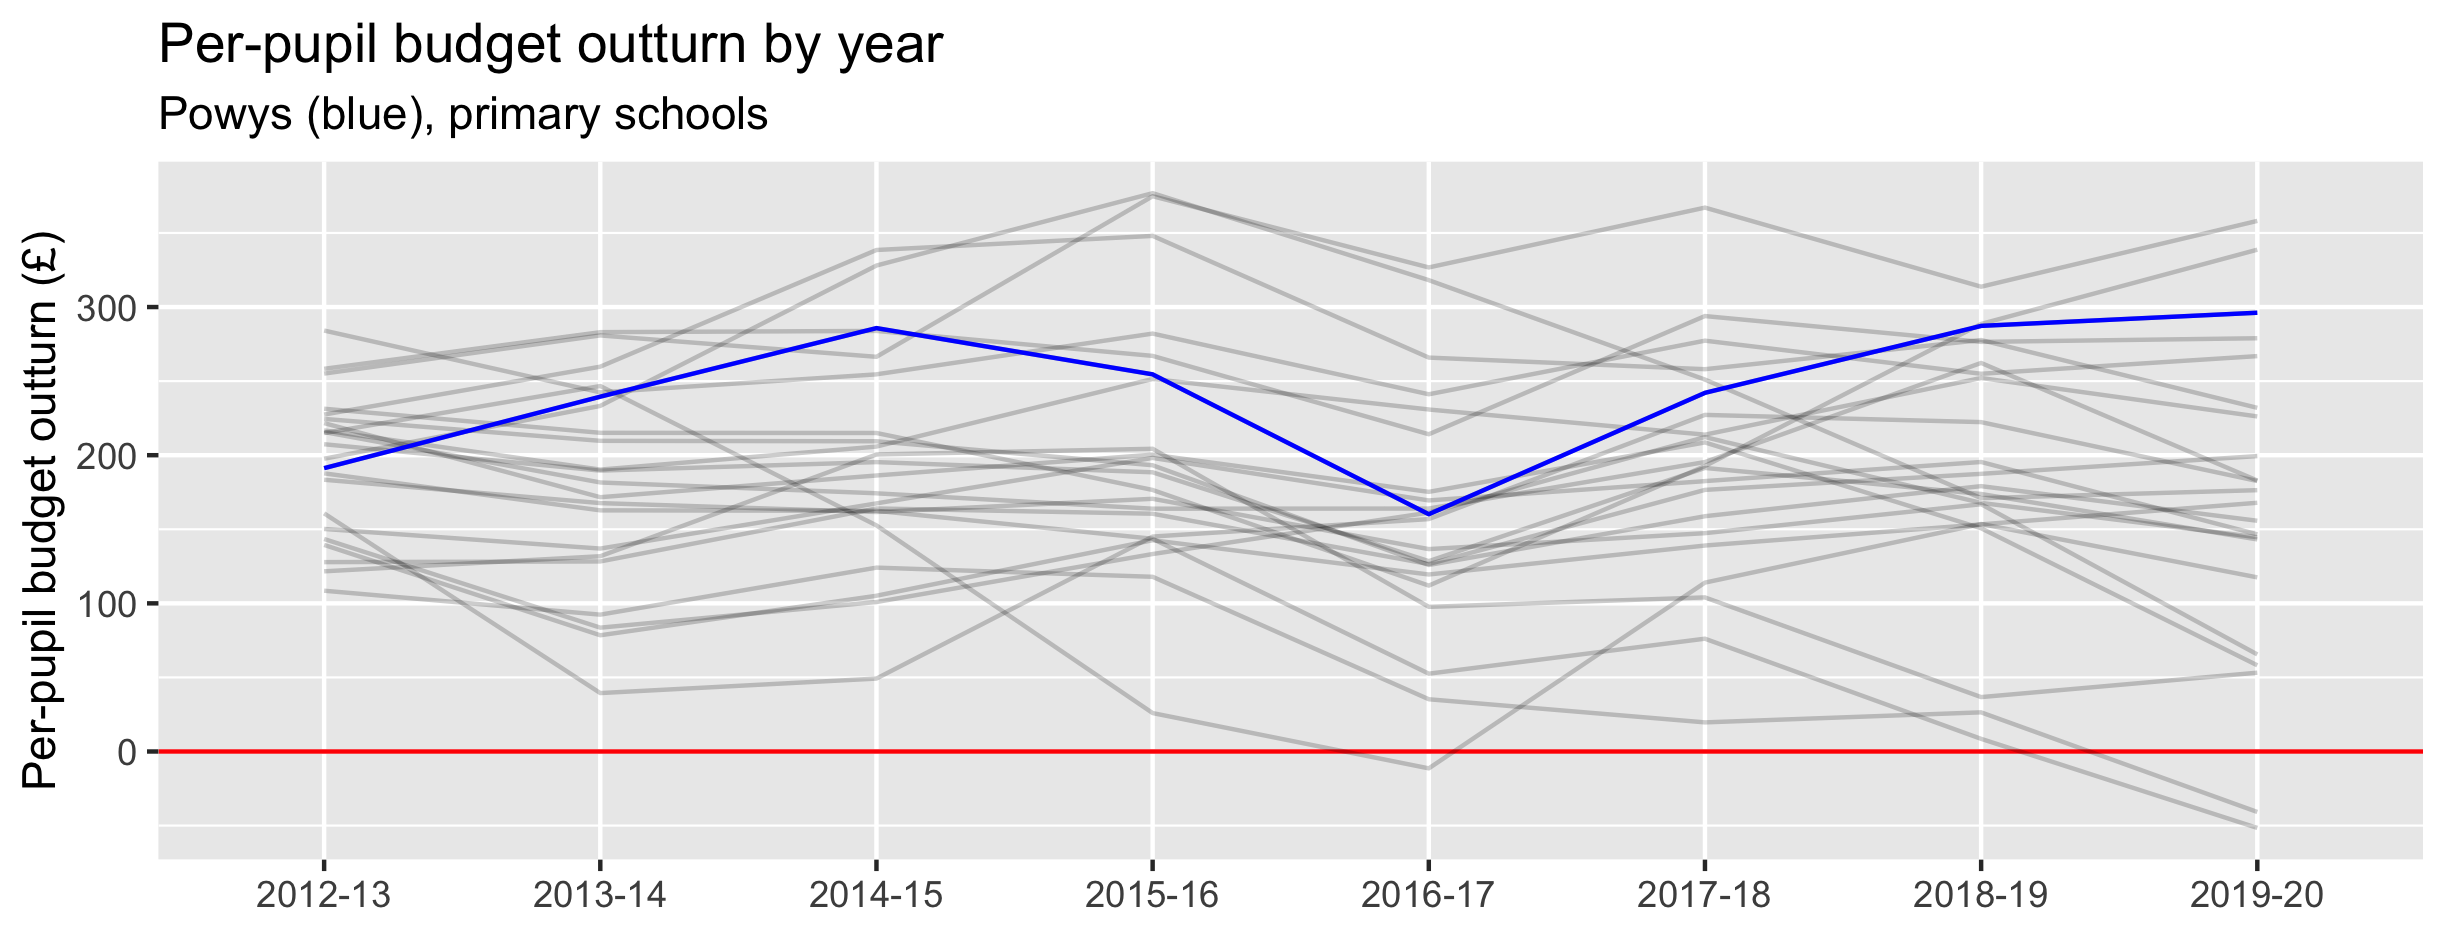 Per-pupil budget outturn by year
Powys (blue), primary schools
Per-pupil budget outturn (£)
300
200
100
0
2012-13 2013-14 2014-15 2015-16 2016-17 2017-18 2018-19 2019-20